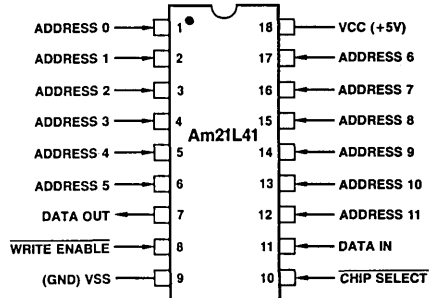 ADDRESS 0 1 18 VCC (+5V)
ADDRESS 1 2 17 ADDRESS 6
ADDRESS 2 3 16 ADDRESS 7
ADDRESS 3 4 15 ADDRESS 8
Am21L41
ADDRESS 4 5 14 ADDRESS 9
ADDRESS 5 6 13 ADDRESS 10
DATA OUT 7 12 ADDRESS 11
WRITE ENABLE 8 11 DATA IN
(GND) VSS 9 10 CHIP SELECT